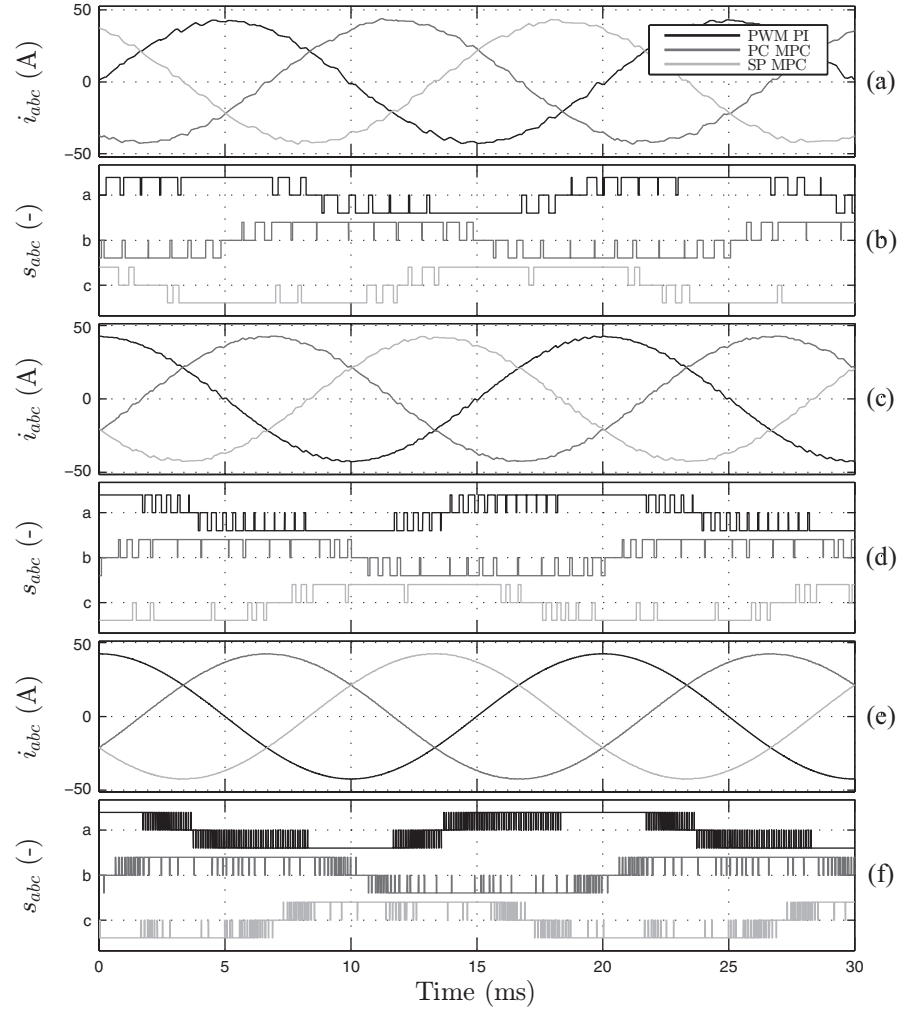 50
0
−50
i_abc (A)
PWM PI
PC MPC
SP MPC
(a)
a
b
c
s_abc (-)
(b)
50
0
−50
i_abc (A)
(c)
a
b
c
s_abc (-)
(d)
50
0
−50
i_abc (A)
(e)
a
b
c
s_abc (-)
(f)
0 5 10 15 20 25 30
Time (ms)